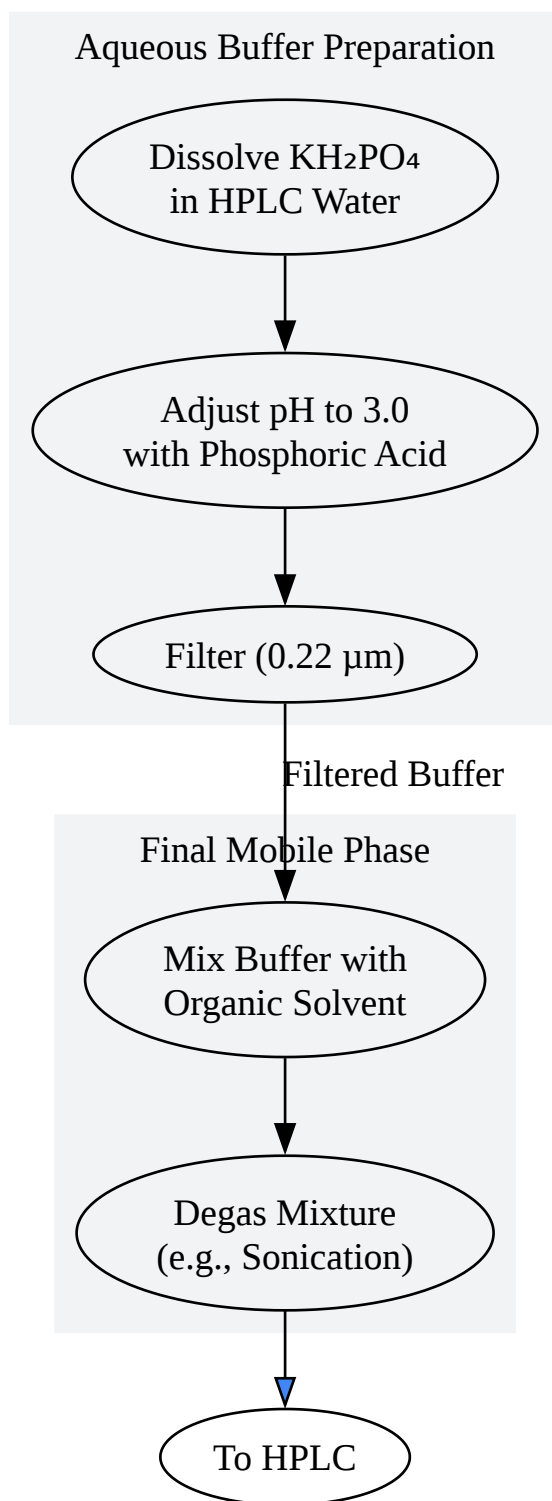 Aqueous Buffer Preparation
Dissolve KH₂PO₄
in HPLC Water
Adjust pH to 3.0
with Phosphoric Acid
Filter (0.22 µm)
Filtered Buffer
Final Mobile Phase
Mix Buffer with
Organic Solvent
Degas Mixture
(e.g., Sonication)
To HPLC